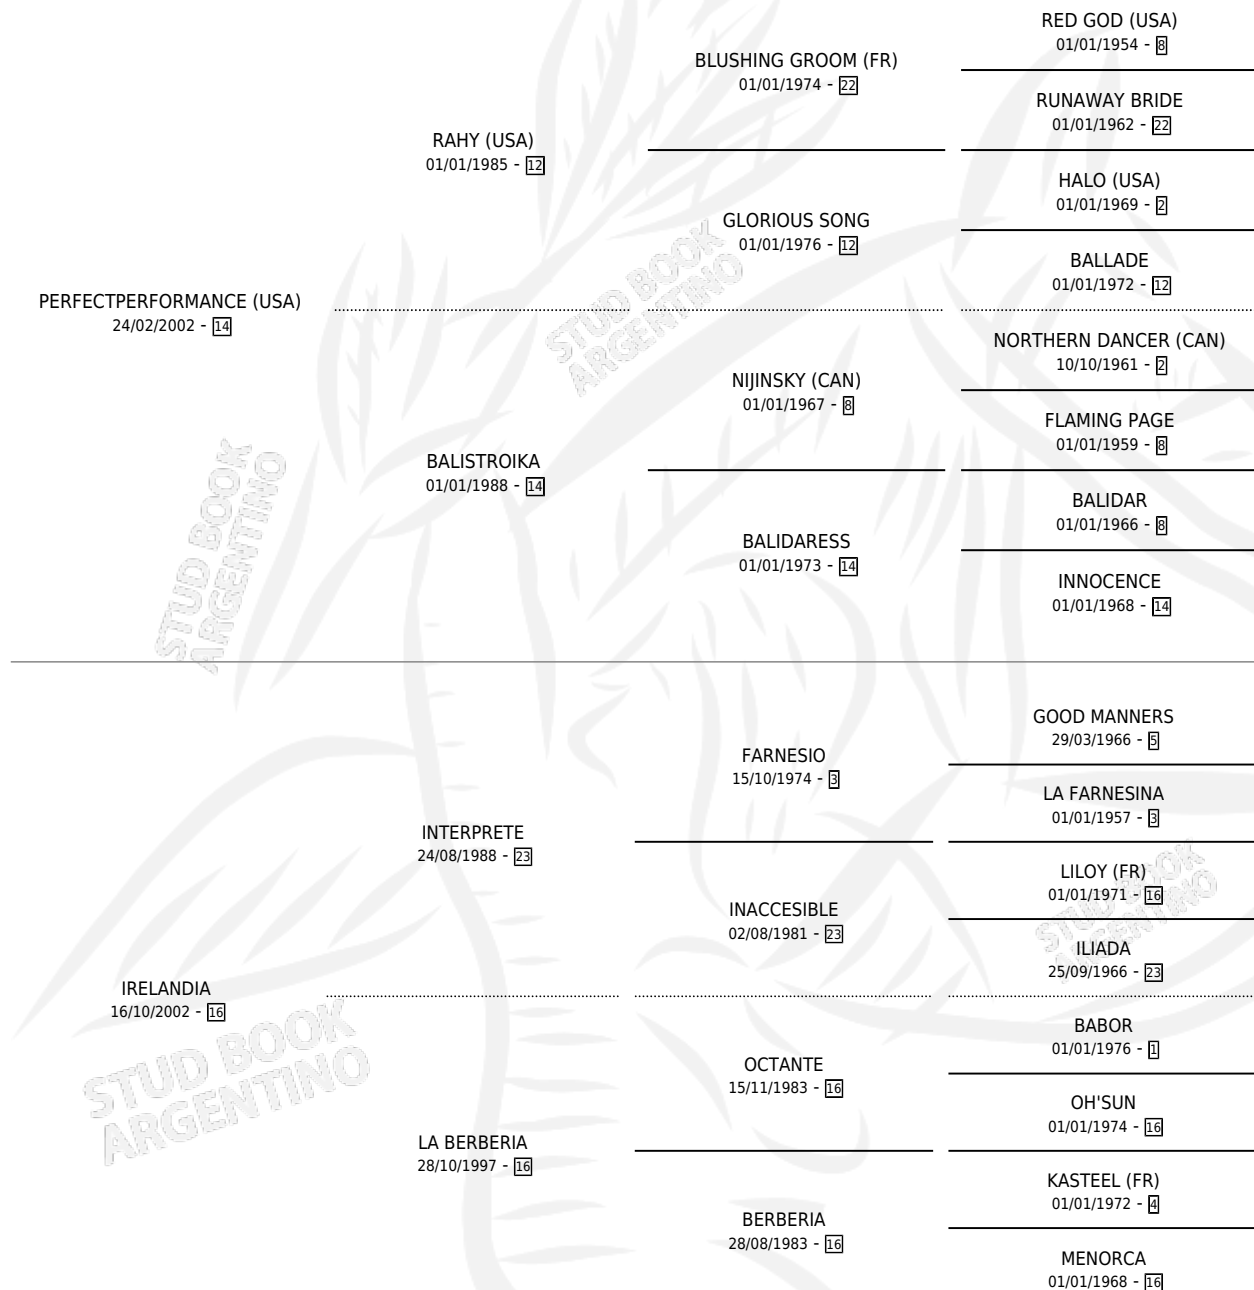 RED GOD (USA)
01/01/1954 - 8
BLUSHING GROOM (FR)
01/01/1974 - 22
RUNAWAY BRIDE
01/01/1962 - 22
RAHY (USA)
01/01/1985 - 12
HALO (USA)
01/01/1969 - 2
GLORIOUS SONG
01/01/1976 - 12
BALLADE
01/01/1972 - 12
PERFECTPERFORMANCE (USA)
24/02/2002 - 14
NORTHERN DANCER (CAN)
10/10/1961 - 2
NIJINSKY (CAN)
01/01/1967 - 8
FLAMING PAGE
01/01/1959 - 8
BALISTROIKA
01/01/1988 - 14
BALIDAR
01/01/1966 - 8
BALIDARESS
01/01/1973 - 14
INNOCENCE
01/01/1968 - 14
GOOD MANNERS
29/03/1966 - 5
FARNESIO
15/10/1974 - 3
LA FARNESINA
01/01/1957 - 3
INTERPRETE
24/08/1988 - 23
LILOY (FR)
01/01/1971 - 16
INACCESIBLE
02/08/1981 - 23
ILIADA
25/09/1966 - 23
IRELANDIA
16/10/2002 - 16
BABOR
01/01/1976 - 1
OCTANTE
15/11/1983 - 16
OH'SUN
01/01/1974 - 16
LA BERBERIA
28/10/1997 - 16
KASTEEL (FR)
01/01/1972 - 4
BERBERIA
28/08/1983 - 16
MENORCA
01/01/1968 - 16
STUD BOOK
ARGENTINO
STUD BOOK
ARGENTINO
STUD BOOK
ARGENTINO
STUD BOOK
ARGENTINO